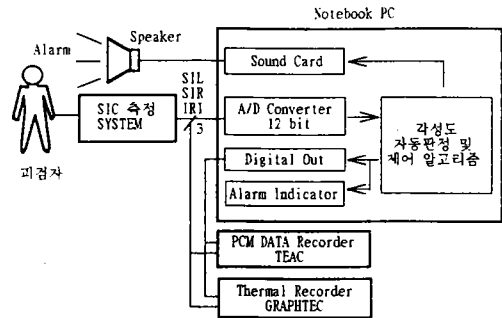 Notebook PC
Speaker
Alarm
Sound Card
SIL
SIR
IRI
3
SIC 측정
SYSTEM
A/D Converter
12 bit
각성도
자동판정 및
제어 알고리즘
Digital Out
Alarm Indicator
피검자
PCM DATA Recorder
TEAC
Thermal Recorder
GRAPHTEC